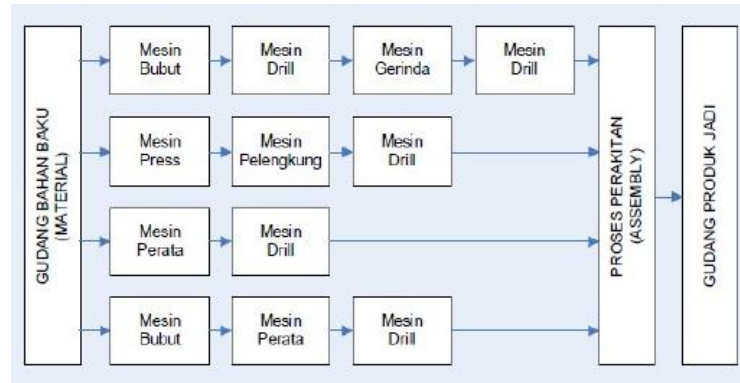 GUDANG BAHAN BAKU
(MATERIAL)
Mesin
Bubut
Mesin
Drill
Mesin
Gerinda
Mesin
Drill
Mesin
Press
Mesin
Pelengkung
Mesin
Drill
Mesin
Perata
Mesin
Drill
Mesin
Bubut
Mesin
Perata
Mesin
Drill
PROSES PERAKITAN
(ASSEMBLY)
GUDANG PRODUK JADI